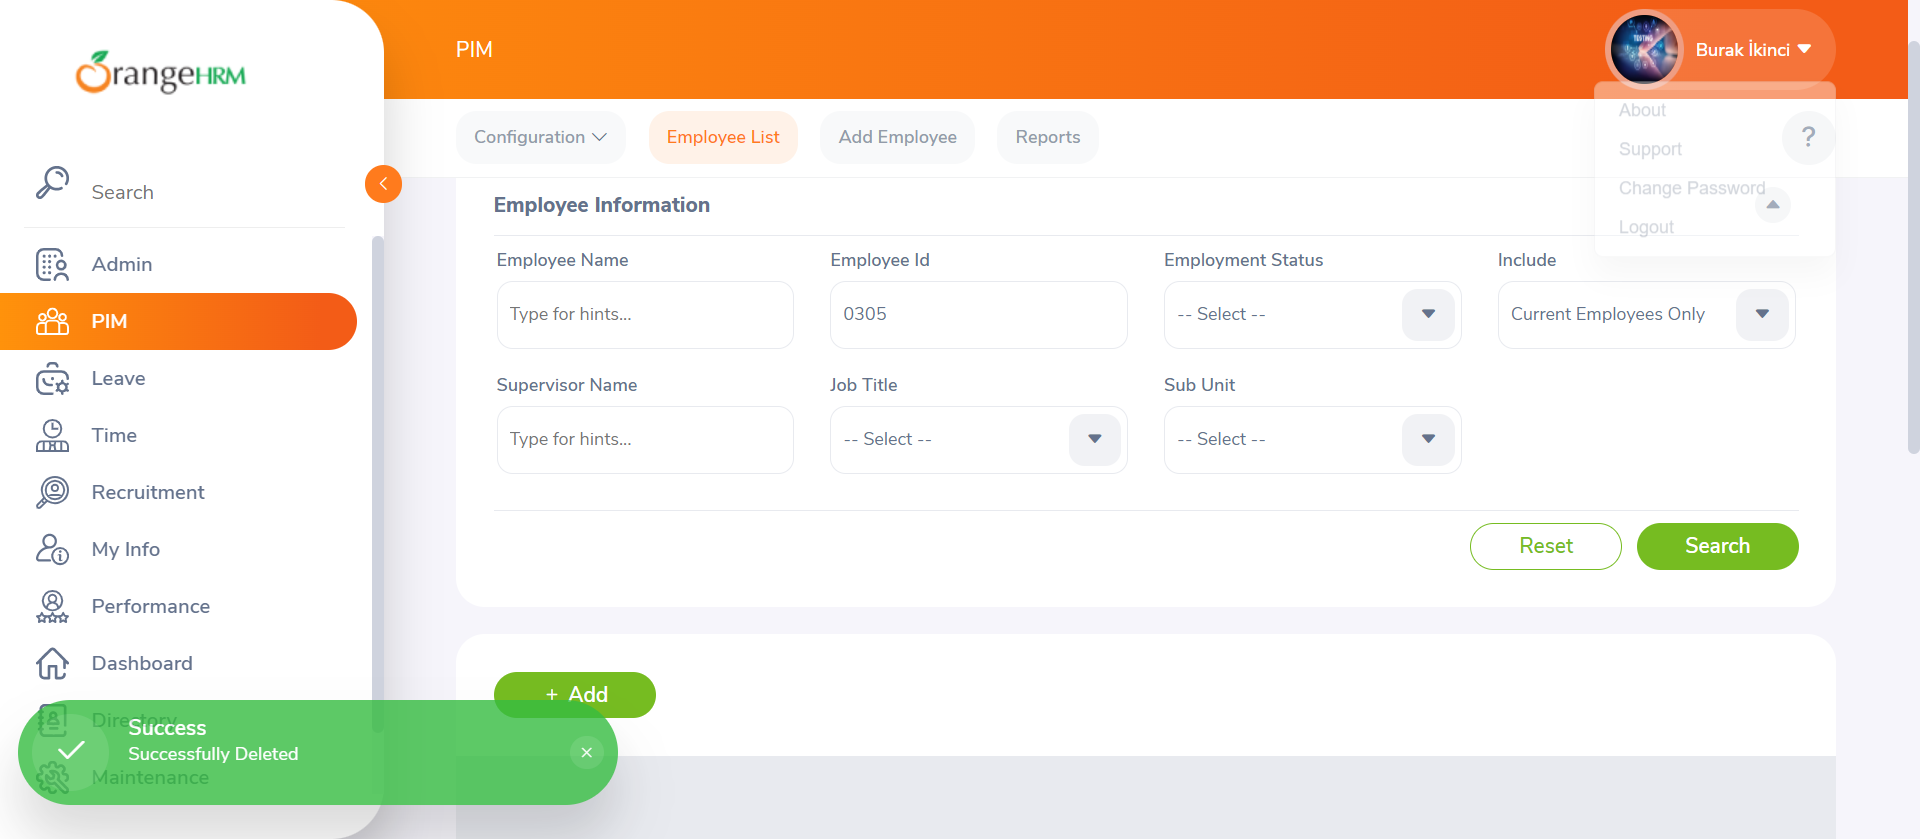 OrangeHRM
PIM
Burak İkinci
About
Support
Change Password
Logout
?
Configuration
Employee List
Add Employee
Reports
Search
Admin
PIM
Leave
Time
Recruitment
My Info
Performance
Dashboard
Directory
Maintenance
Employee Information
Employee Name
Employee Id
Employment Status
Include
Type for hints...
0305
-- Select --
Current Employees Only
Supervisor Name
Job Title
Sub Unit
Type for hints...
-- Select --
-- Select --
Reset
Search
+ Add
Success
Successfully Deleted